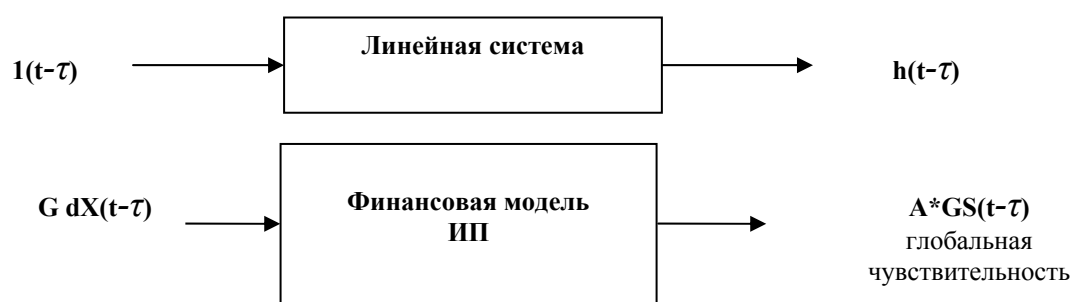 Линейная система
1(t-τ)
h(t-τ)
G dX(t-τ)
Финансовая модель
ИП
A*GS(t-τ)
глобальная
чувствительность